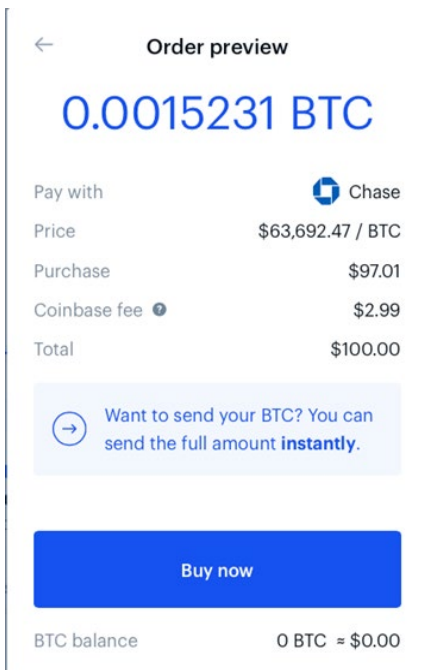 Order preview
0.0015231 BTC
Pay with Chase
Price $63,692.47 / BTC
Purchase $97.01
Coinbase fee ? $2.99
Total $100.00
Want to send your BTC? You can
send the full amount instantly.
Buy now
BTC balance 0 BTC ≈ $0.00